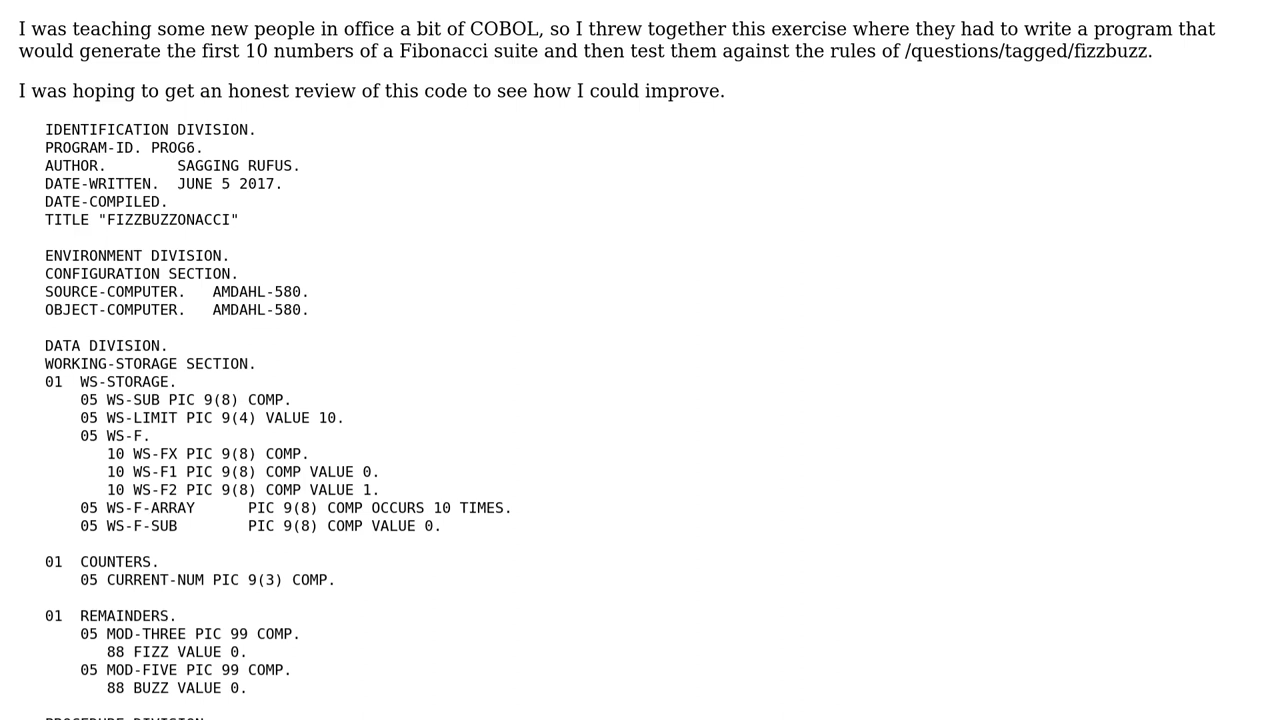 I was teaching some new people in office a bit of COBOL, so I threw together this exercise where they had to write a program that
would generate the first 10 numbers of a Fibonacci suite and then test them against the rules of /questions/tagged/fizzbuzz.
I was hoping to get an honest review of this code to see how I could improve.
IDENTIFICATION DIVISION.
PROGRAM-ID. PROG6.
AUTHOR.        SAGGING RUFUS.
DATE-WRITTEN.  JUNE 5 2017.
DATE-COMPILED.
TITLE "FIZZBUZZONACCI"
ENVIRONMENT DIVISION.
CONFIGURATION SECTION.
SOURCE-COMPUTER.   AMDAHL-580.
OBJECT-COMPUTER.   AMDAHL-580.
DATA DIVISION.
WORKING-STORAGE SECTION.
01  WS-STORAGE.
    05 WS-SUB PIC 9(8) COMP.
    05 WS-LIMIT PIC 9(4) VALUE 10.
    05 WS-F.
       10 WS-FX PIC 9(8) COMP.
       10 WS-F1 PIC 9(8) COMP VALUE 0.
       10 WS-F2 PIC 9(8) COMP VALUE 1.
    05 WS-F-ARRAY      PIC 9(8) COMP OCCURS 10 TIMES.
    05 WS-F-SUB        PIC 9(8) COMP VALUE 0.
01  COUNTERS.
    05 CURRENT-NUM PIC 9(3) COMP.
01  REMAINDERS.
    05 MOD-THREE PIC 99 COMP.
       88 FIZZ VALUE 0.
    05 MOD-FIVE PIC 99 COMP.
       88 BUZZ VALUE 0.
PROCEDURE DIVISION.